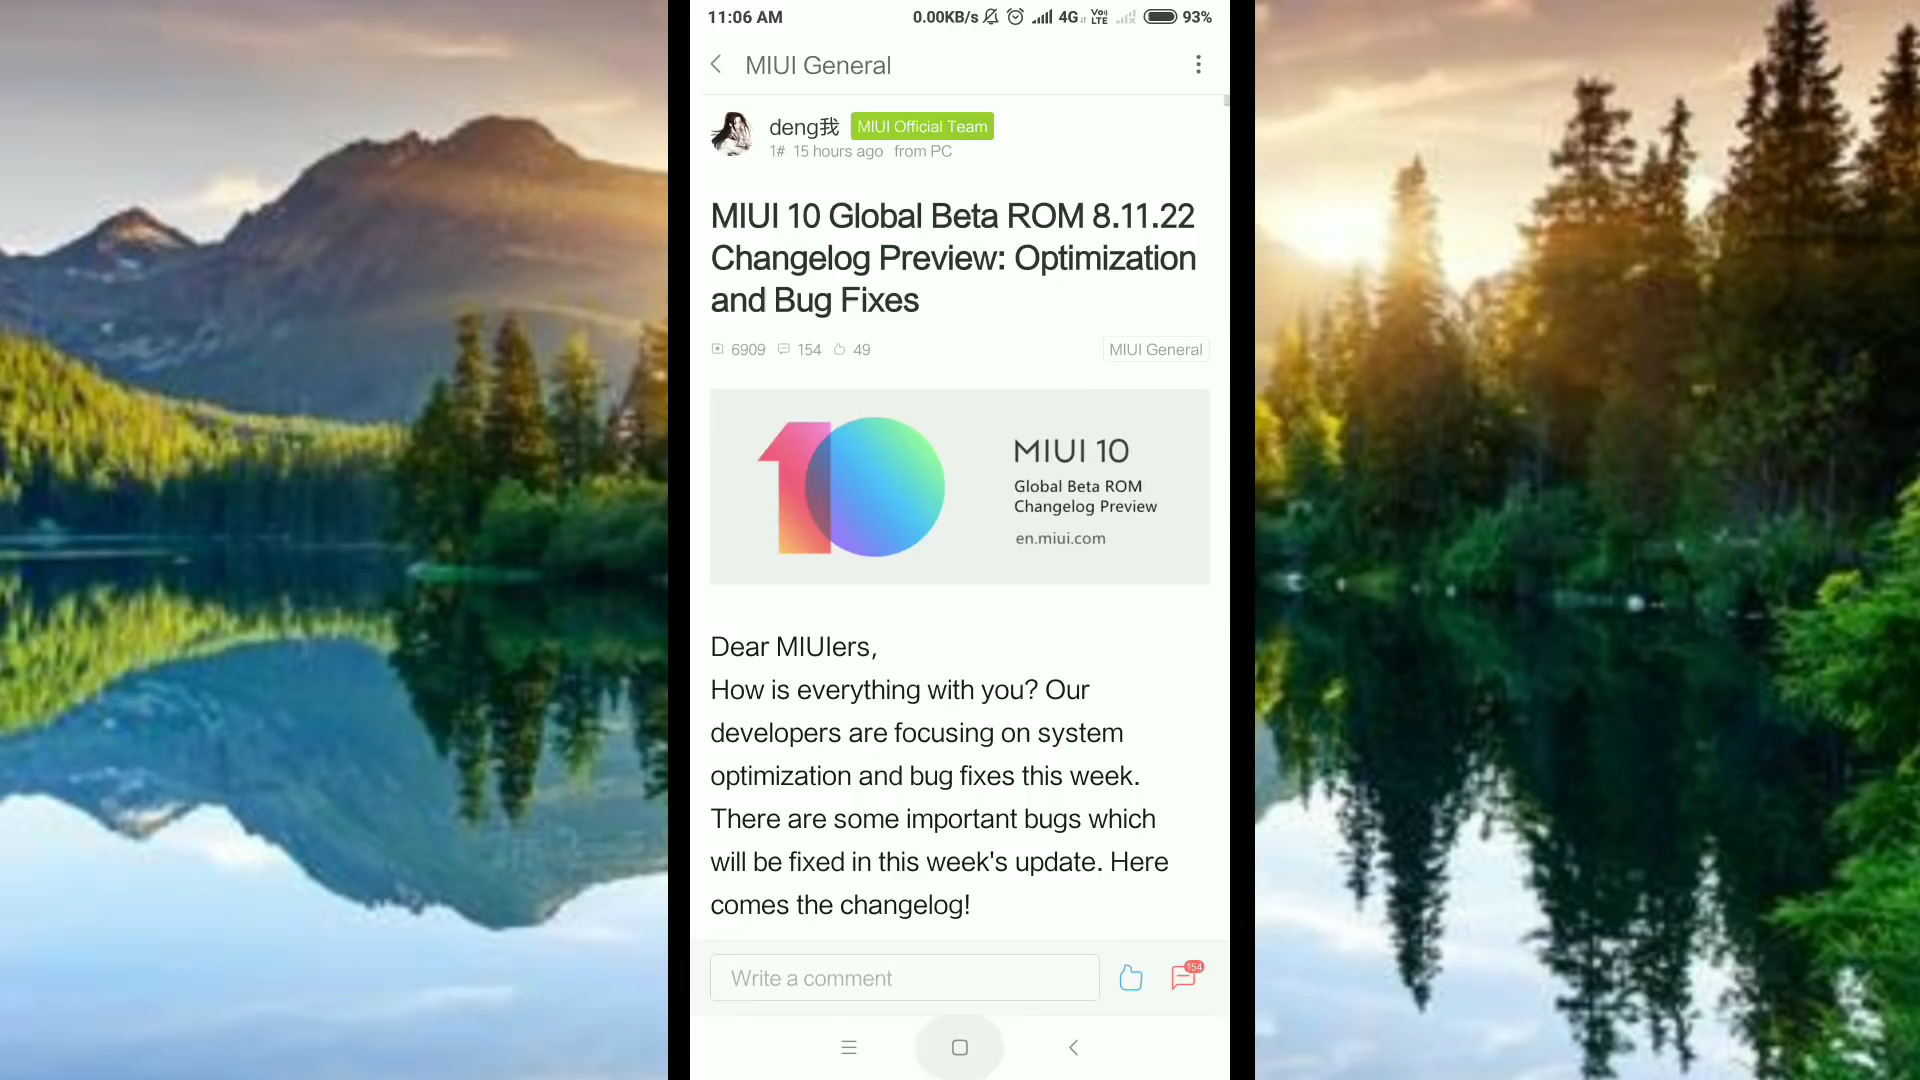 11:06 AM 0.00KB/s 4G VoLTE 93%
MIUI General
deng我 MIUI Official Team
1# 15 hours ago from PC
MIUI 10 Global Beta ROM 8.11.22
Changelog Preview: Optimization
and Bug Fixes
6909 154 49 MIUI General
10
MIUI 10
Global Beta ROM
Changelog Preview
en.miui.com
Dear MIUIers,
How is everything with you? Our
developers are focusing on system
optimization and bug fixes this week.
There are some important bugs which
will be fixed in this week's update. Here
comes the changelog!
Write a comment 154